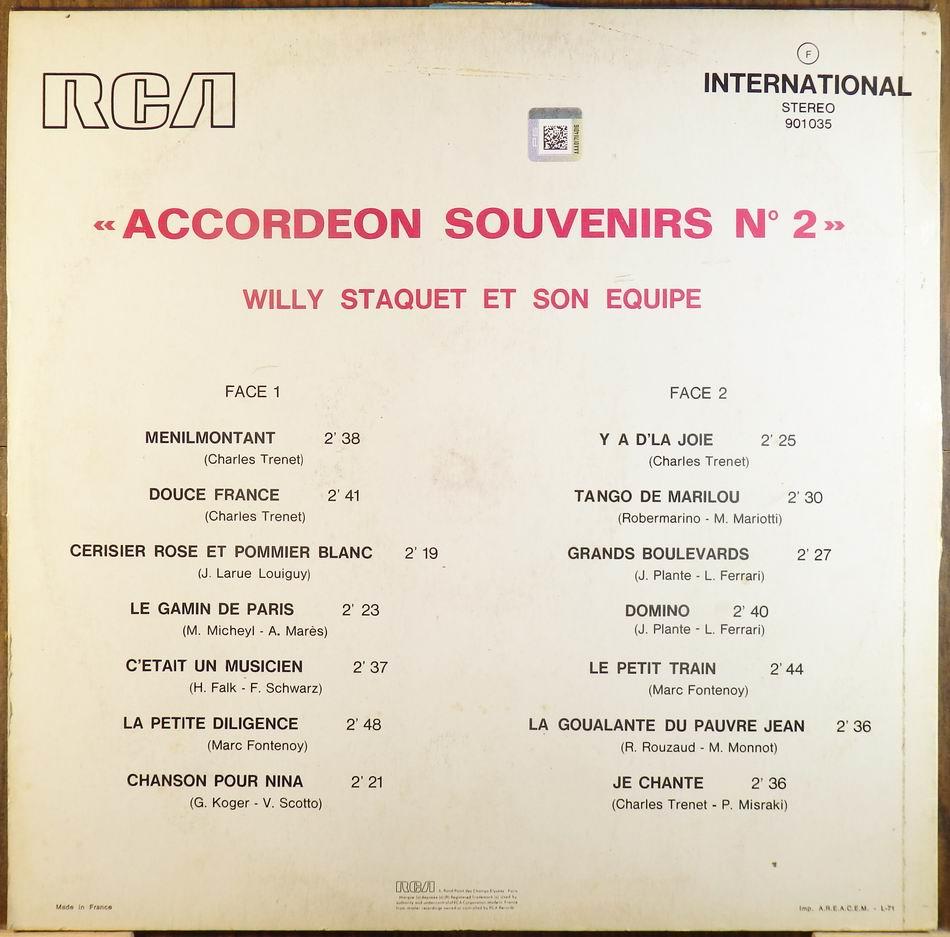 RCA
F
INTERNATIONAL
STEREO
901035
« ACCORDEON SOUVENIRS Nº 2 »
WILLY STAQUET ET SON EQUIPE
FACE 1
MENILMONTANT 2' 38
(Charles Trenet)
DOUCE FRANCE 2' 41
(Charles Trenet)
CERISIER ROSE ET POMMIER BLANC 2' 19
(J. Larue Louiguy)
LE GAMIN DE PARIS 2' 23
(M. Micheyl - A. Marès)
C'ETAIT UN MUSICIEN 2' 37
(H. Falk - F. Schwarz)
LA PETITE DILIGENCE 2' 48
(Marc Fontenoy)
CHANSON POUR NINA 2' 21
(G. Koger - V. Scotto)
FACE 2
Y A D'LA JOIE 2' 25
(Charles Trenet)
TANGO DE MARILOU 2' 30
(Robermarino - M. Mariotti)
GRANDS BOULEVARDS 2' 27
(J. Plante - L. Ferrari)
DOMINO 2' 40
(J. Plante - L. Ferrari)
LE PETIT TRAIN 2' 44
(Marc Fontenoy)
LA GOUALANTE DU PAUVRE JEAN 2' 36
(R. Rouzaud - M. Monnot)
JE CHANTE 2' 36
(Charles Trenet - P. Misraki)
Made in France
RCA
Imp. A.R.E.A.C.E.M. - L-71